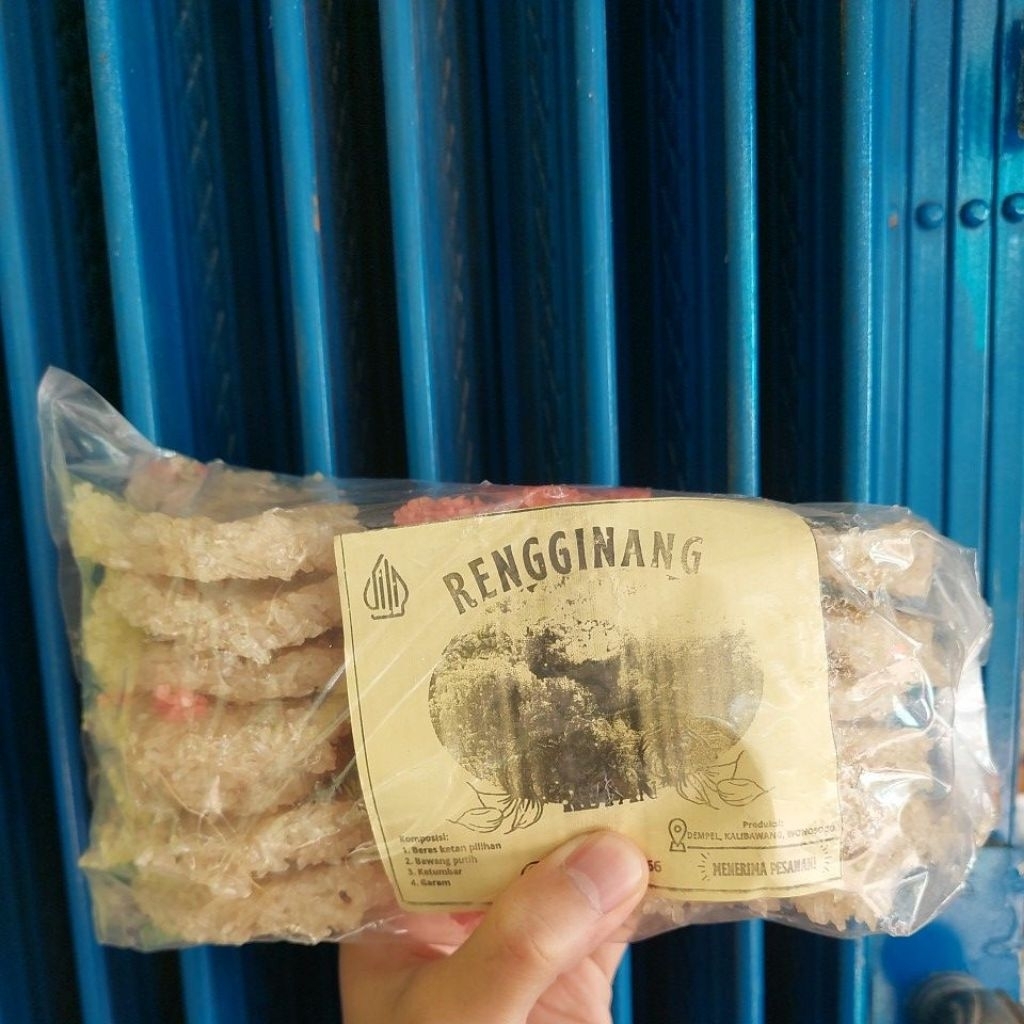 RENGGINANG
Komposisi:
1. Beras ketan pilihan
2. Bawang putih
3. Ketumbar
4. Garam
Produksi:
DEMPEL, KALIBAWANG, WONOSOBO
MENERIMA PESANAN!